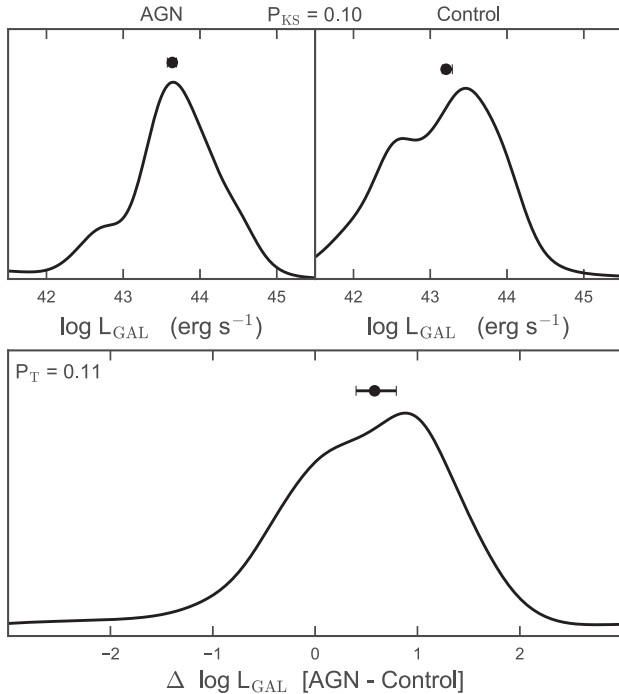 AGN P_KS = 0.10 Control
42 43 44 45 42 43 44 45
log L_GAL (erg s⁻¹) log L_GAL (erg s⁻¹)
P_T = 0.11
−2 −1 0 1 2
Δ log L_GAL [AGN - Control]